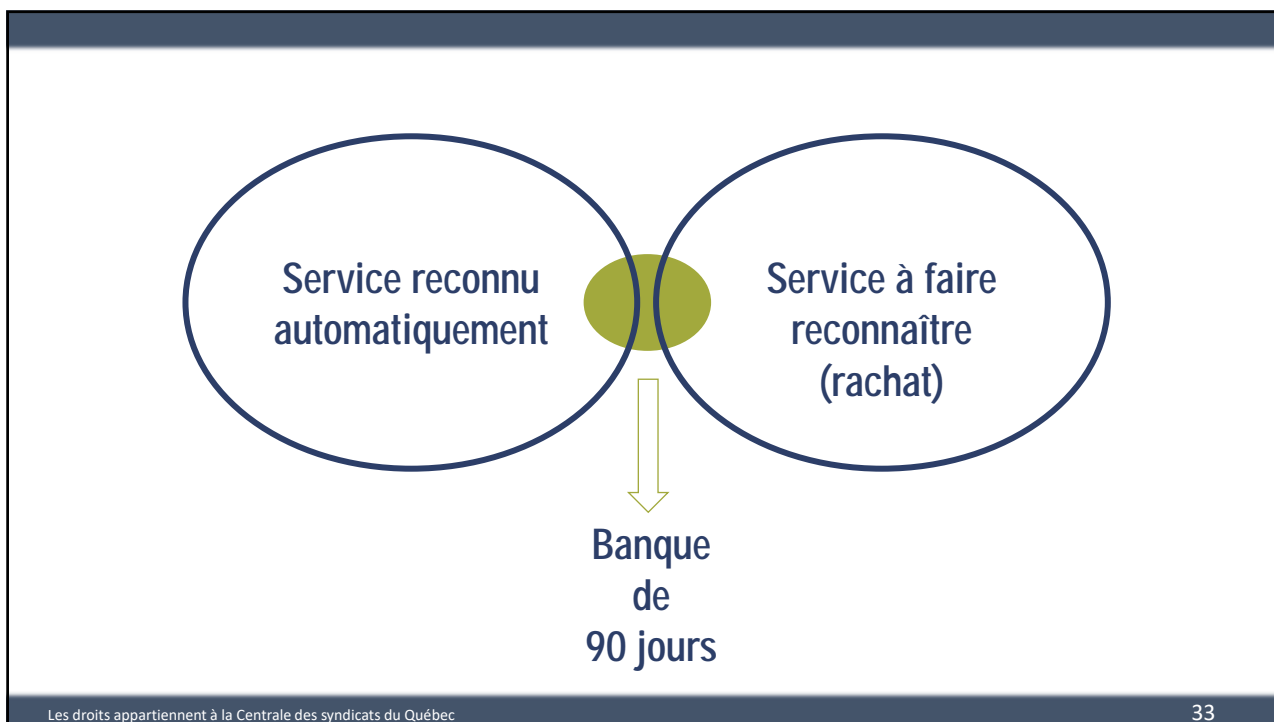 Service reconnu
automatiquement
Service à faire
reconnaître
(rachat)
Banque
de
90 jours
Les droits appartiennent à la Centrale des syndicats du Québec
33